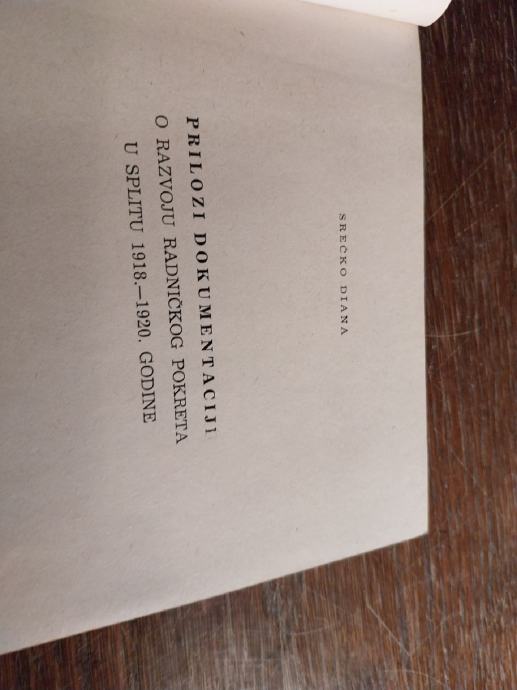 SREĆKO DIANA
PRILOZI DOKUMENTACIJI
O RAZVOJU RADNIČKOG POKRETA
U SPLITU 1918.—1920. GODINE